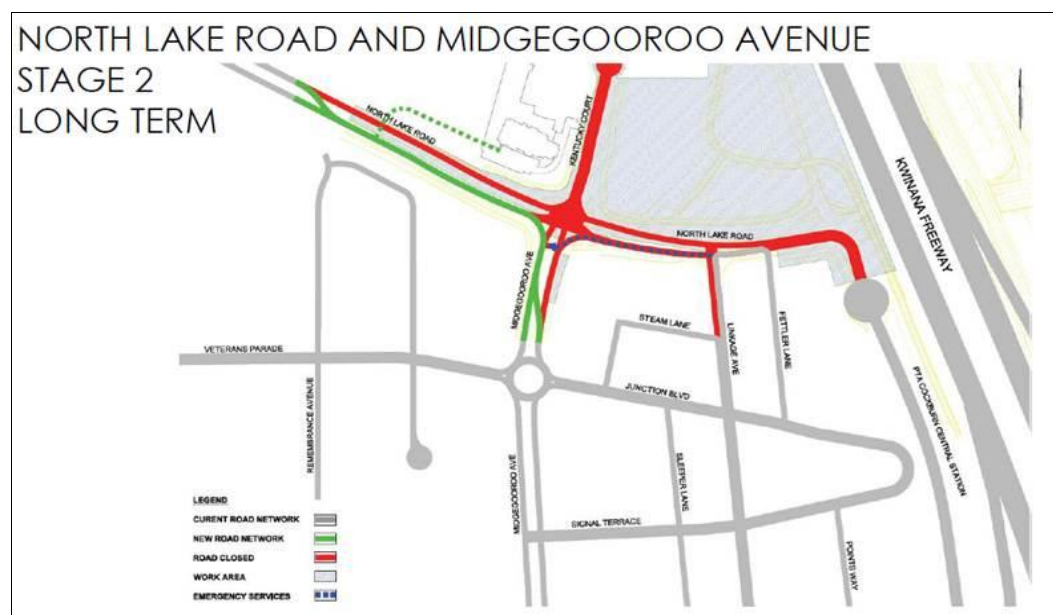 NORTH LAKE ROAD AND MIDGEGOOROO AVENUE
STAGE 2
LONG TERM
NORTH LAKE ROAD
KENTUCKY COURT
KWINANA FREEWAY
NORTH LAKE ROAD
MIDGEGOOROO AVE
STEAM LANE
LINKAGE AVE
FETTLER LANE
VETERANS PARADE
REMEMBRANCE AVENUE
JUNCTION BLVD
PTA COCKBURN CENTRAL STATION
MIDGEGOOROO AVE
SLEEPER LANE
SIGNAL TERRACE
POINTS WAY
LEGEND
CURENT ROAD NETWORK
NEW ROAD NETWORK
ROAD CLOSED
WORK AREA
EMERGENCY SERVICES